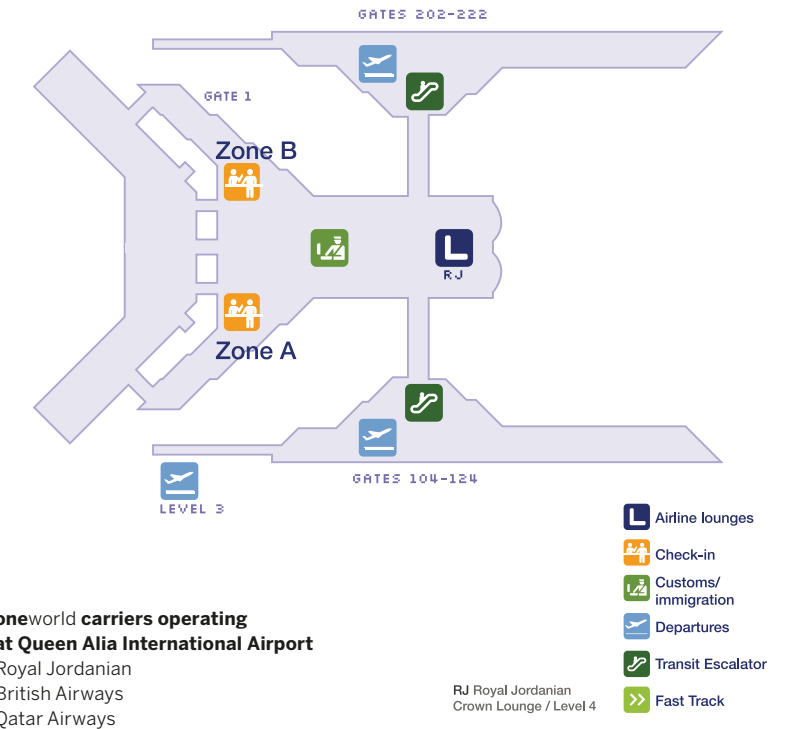 GATES 202-222
GATE 1
Zone B
RJ
Zone A
GATES 104-124
LEVEL 3
Airline lounges
Check-in
Customs/
immigration
Departures
Transit Escalator
Fast Track
oneworld carriers operating
at Queen Alia International Airport
Royal Jordanian
British Airways
Qatar Airways
RJ Royal Jordanian
Crown Lounge / Level 4